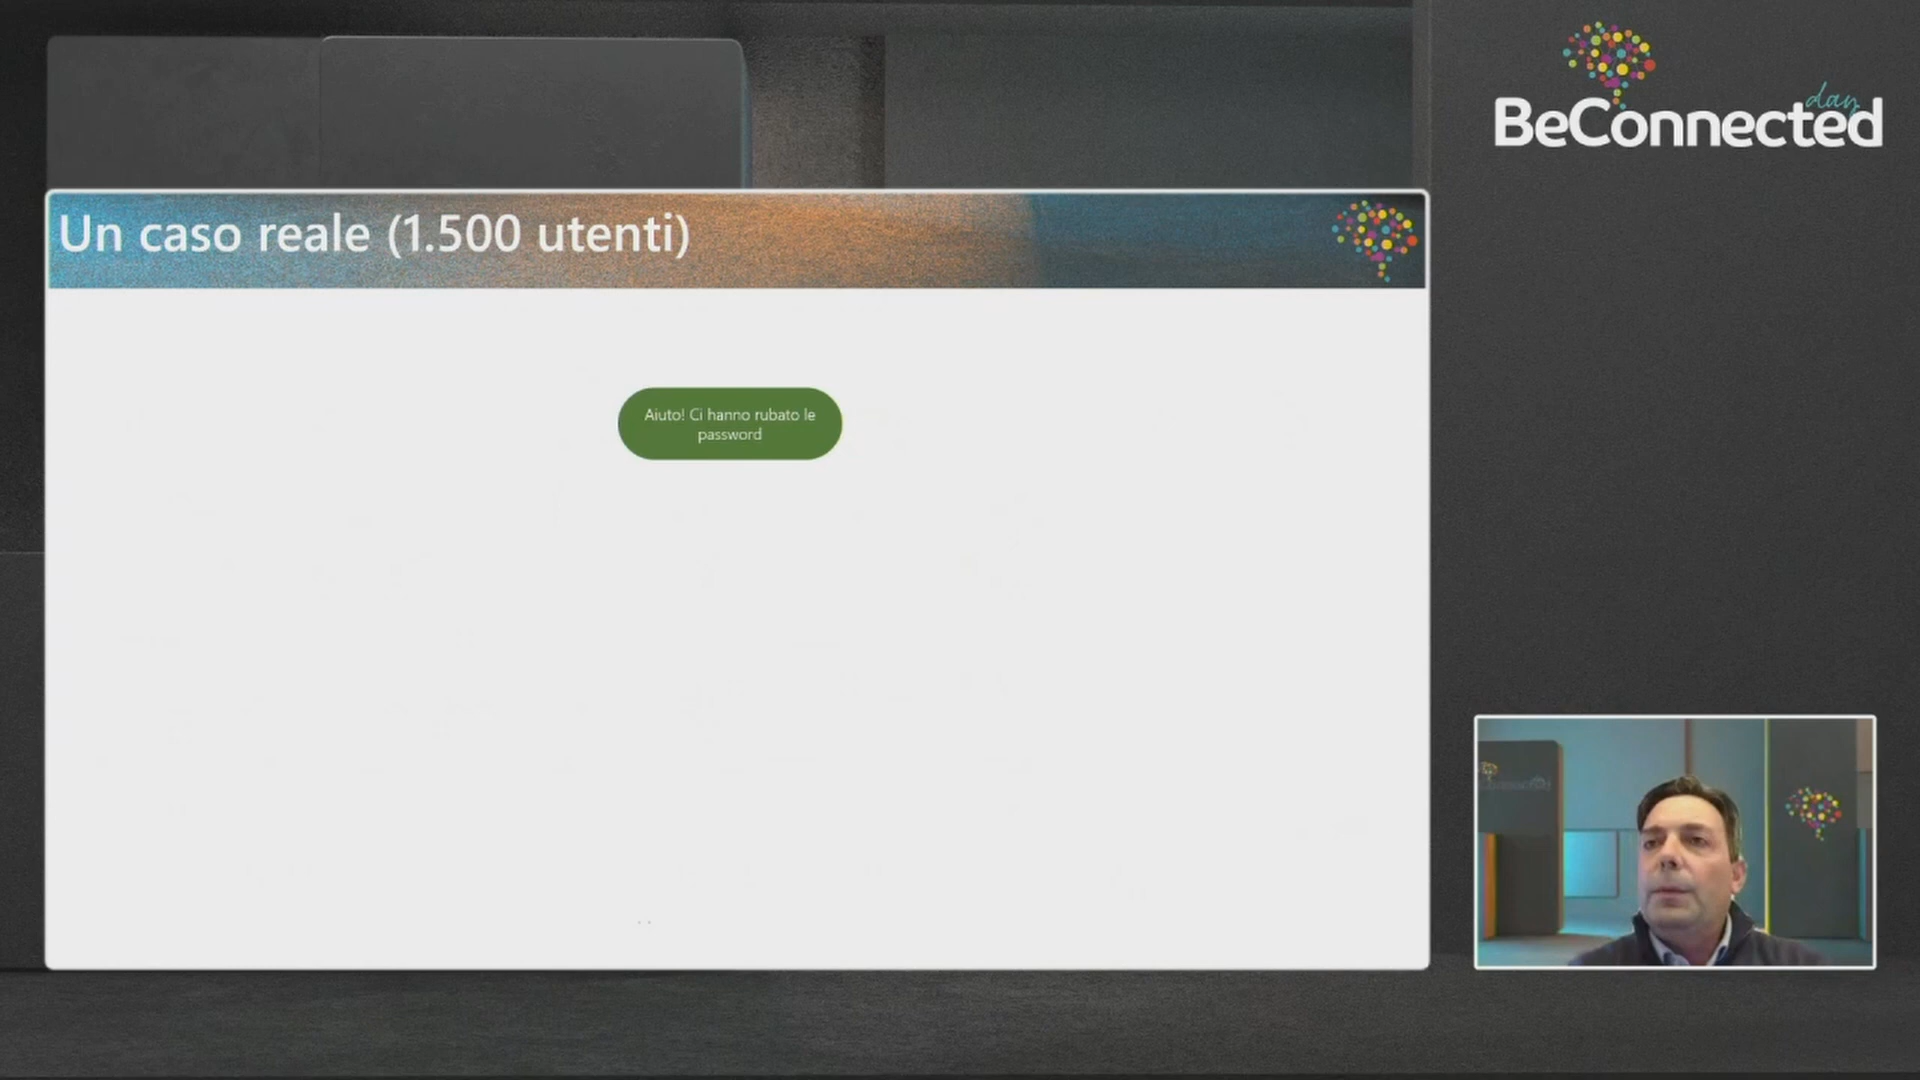 day
BeConnected
Un caso reale (1.500 utenti)
Aiuto! Ci hanno rubato le
password